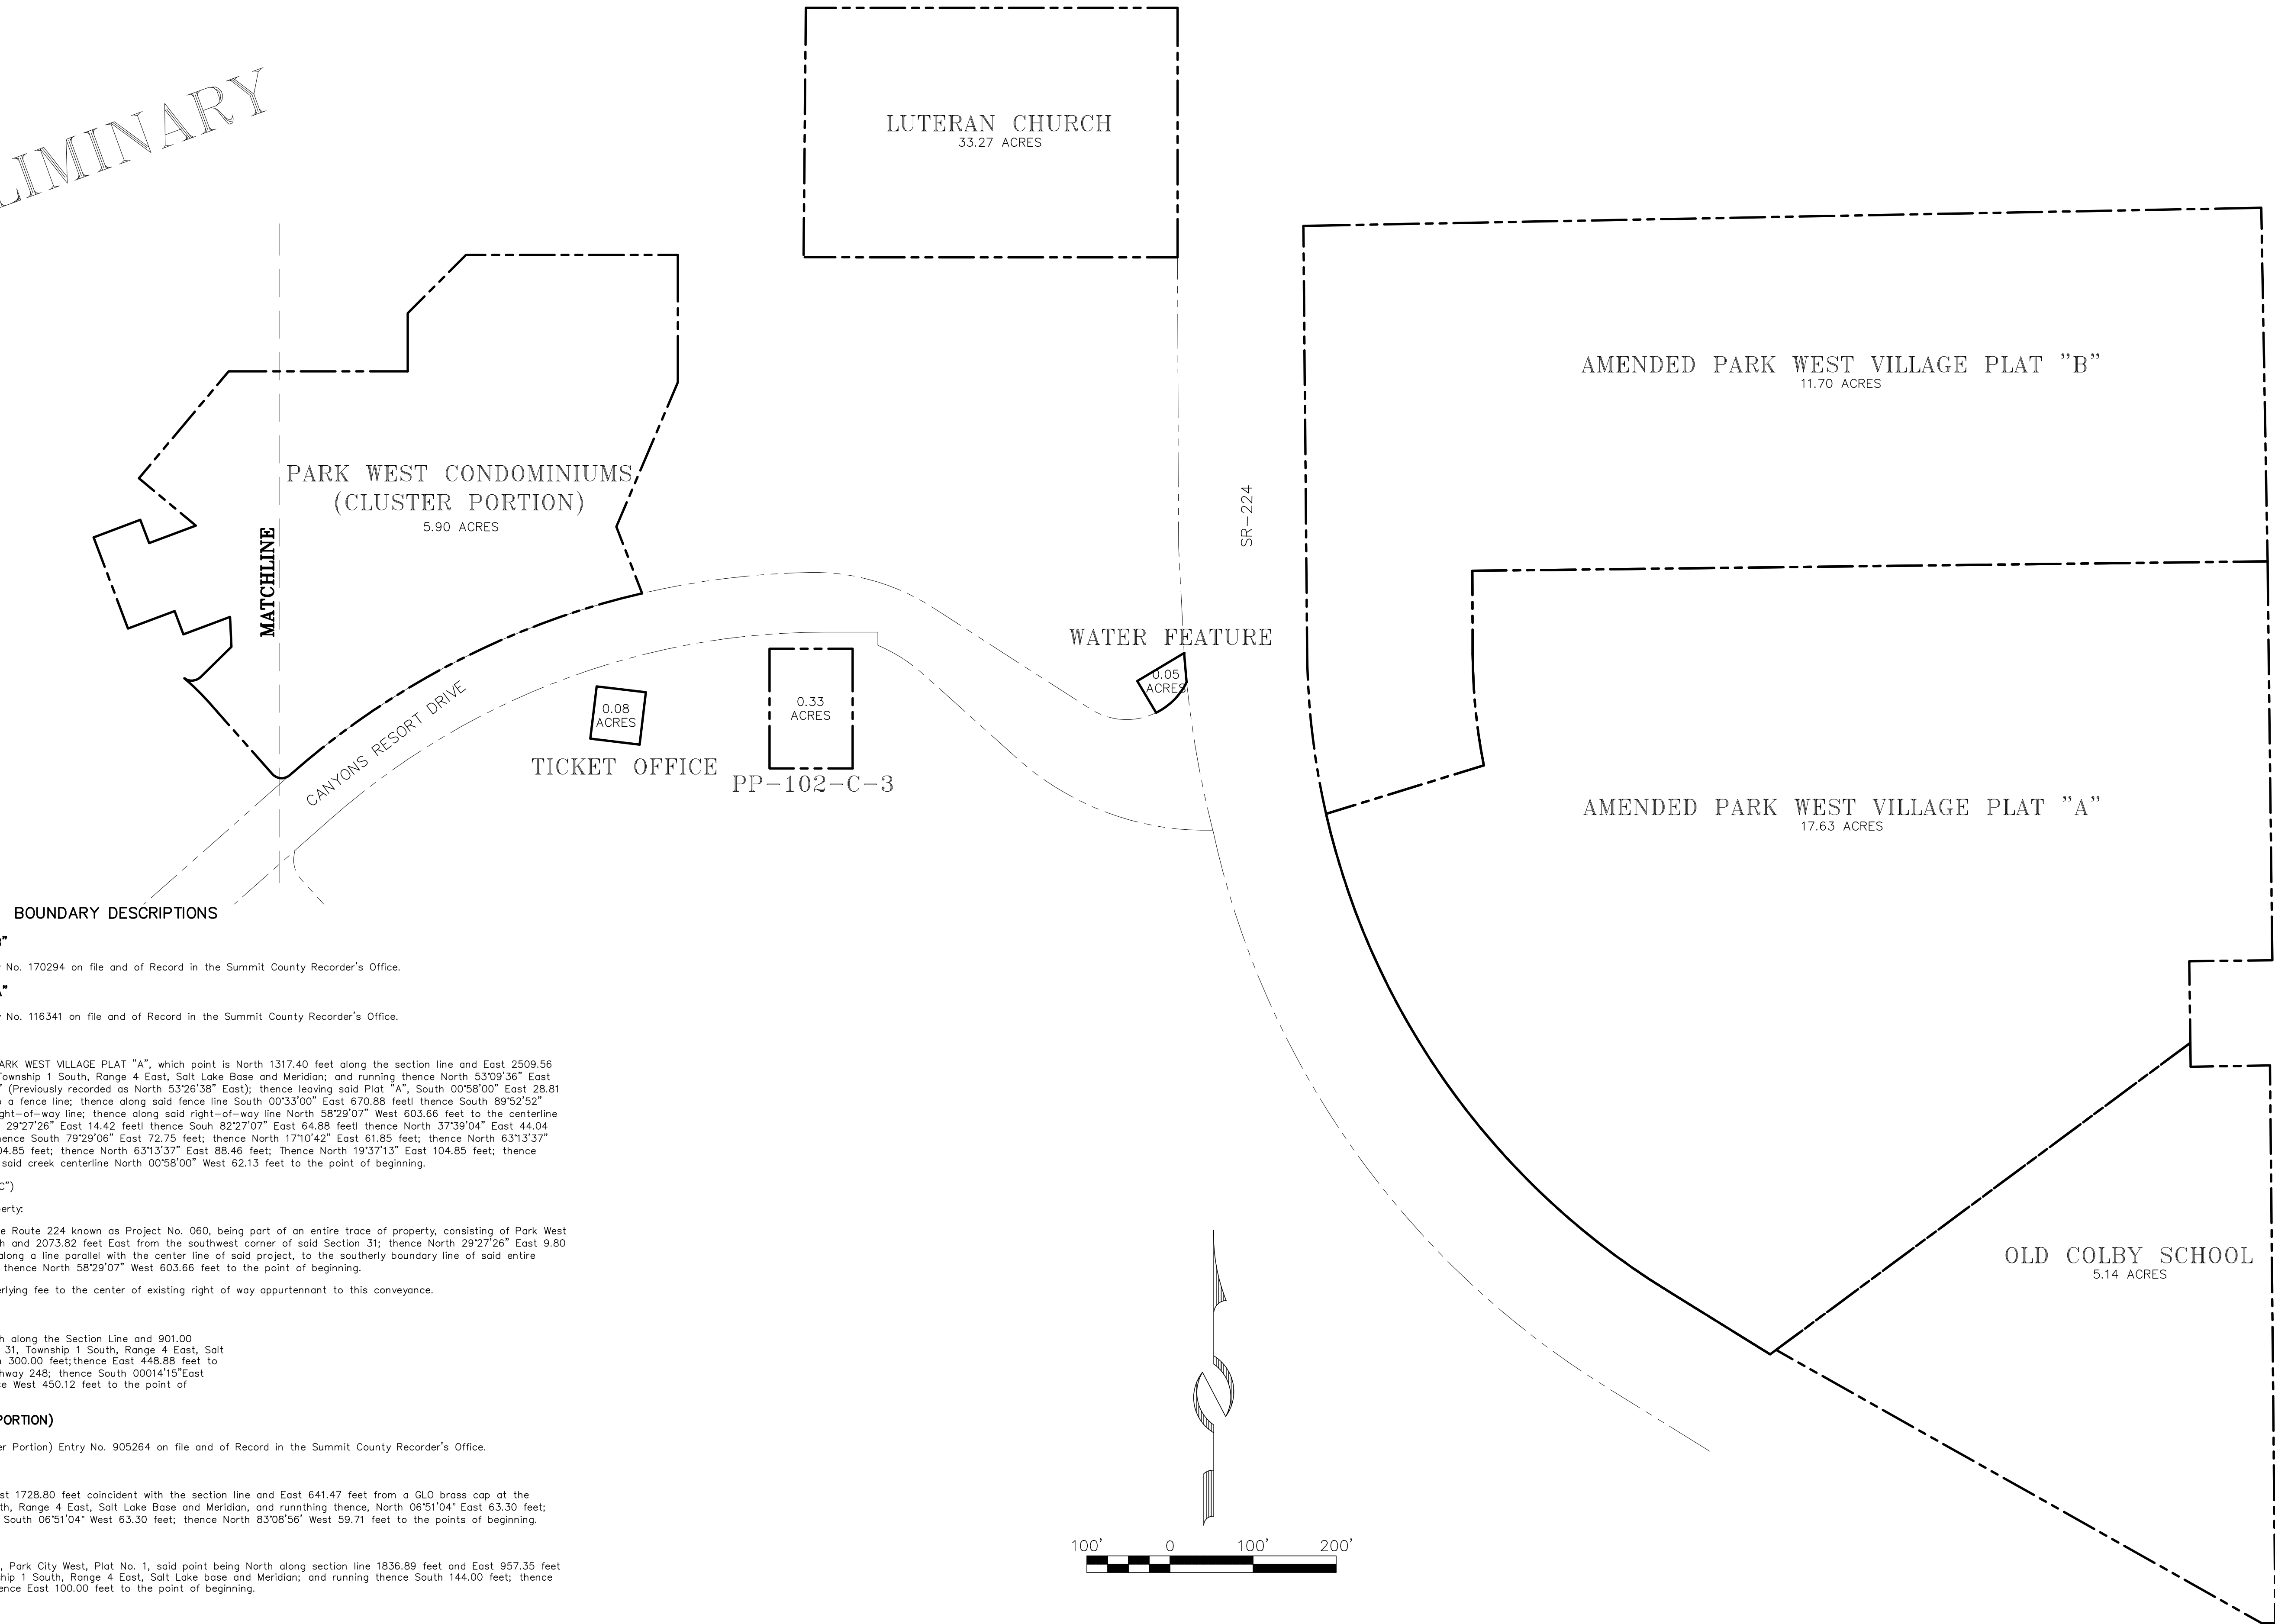 LIMINARY
LUTERAN CHURCH
33.27 ACRES
AMENDED PARK WEST VILLAGE PLAT "B"
11.70 ACRES
PARK WEST CONDOMINIUMS
(CLUSTER PORTION)
5.90 ACRES
MATCHLINE
SR-224
WATER FEATURE
0.05
ACRES
0.08
ACRES
0.33
ACRES
CANYONS RESORT DRIVE
TICKET OFFICE
PP-102-C-3
AMENDED PARK WEST VILLAGE PLAT "A"
17.63 ACRES
OLD COLBY SCHOOL
5.14 ACRES
BOUNDARY DESCRIPTIONS
B"
No. 170294 on file and of Record in the Summit County Recorder's Office.
A"
No. 116341 on file and of Record in the Summit County Recorder's Office.
ARK WEST VILLAGE PLAT "A", which point is North 1317.40 feet along the section line and East 2509.56
Township 1 South, Range 4 East, Salt Lake Base and Meridian; and running thence North 53°09'36" East
" (Previously recorded as North 53°26'38" East); thence leaving said Plat "A", South 00°58'00" East 28.81
a fence line; thence along said fence line South 00°33'00" East 670.88 feetl thence South 89°52'52"
ght-of-way line; thence along said right-of-way line North 58°29'07" West 603.66 feet to the centerline
29°27'26" East 14.42 feetl thence Souh 82°27'07" East 64.88 feetl thence North 37°39'04" East 44.04
hence South 79°29'06" East 72.75 feet; thence North 17°10'42" East 61.85 feet; thence North 63°13'37"
04.85 feet; thence North 63°13'37" East 88.46 feet; Thence North 19°37'13" East 104.85 feet; thence
said creek centerline North 00°58'00" West 62.13 feet to the point of beginning.
C")
erty:
e Route 224 known as Project No. 060, being part of an entire trace of property, consisting of Park West
h and 2073.82 feet East from the southwest corner of said Section 31; thence North 29°27'26" East 9.80
along a line parallel with the center line of said project, to the southerly boundary line of said entire
thence North 58°29'07" West 603.66 feet to the point of beginning.
erlying fee to the center of existing right of way appurtennant to this conveyance.
h along the Section Line and 901.00
31, Township 1 South, Range 4 East, Salt
300.00 feet;thence East 448.88 feet to
hway 248; thence South 00014'15"East
e West 450.12 feet to the point of
PORTION)
er Portion) Entry No. 905264 on file and of Record in the Summit County Recorder's Office.
st 1728.80 feet coincident with the section line and East 641.47 feet from a GLO brass cap at the
th, Range 4 East, Salt Lake Base and Meridian, and runnthing thence, North 06°51'04" East 63.30 feet;
South 06°51'04" West 63.30 feet; thence North 83°08'56' West 59.71 feet to the points of beginning.
, Park City West, Plat No. 1, said point being North along section line 1836.89 feet and East 957.35 feet
hip 1 South, Range 4 East, Salt Lake base and Meridian; and running thence South 144.00 feet; thence
ence East 100.00 feet to the point of beginning.
100' 0 100' 200'